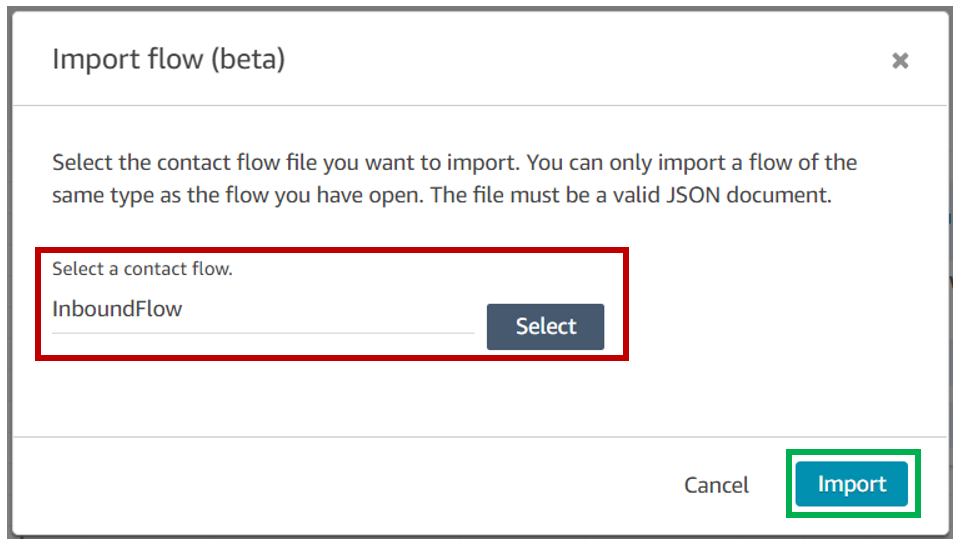 Import flow (beta)
Select the contact flow file you want to import. You can only import a flow of the
same type as the flow you have open. The file must be a valid JSON document.
Select a contact flow.
InboundFlow
Select
Cancel
Import